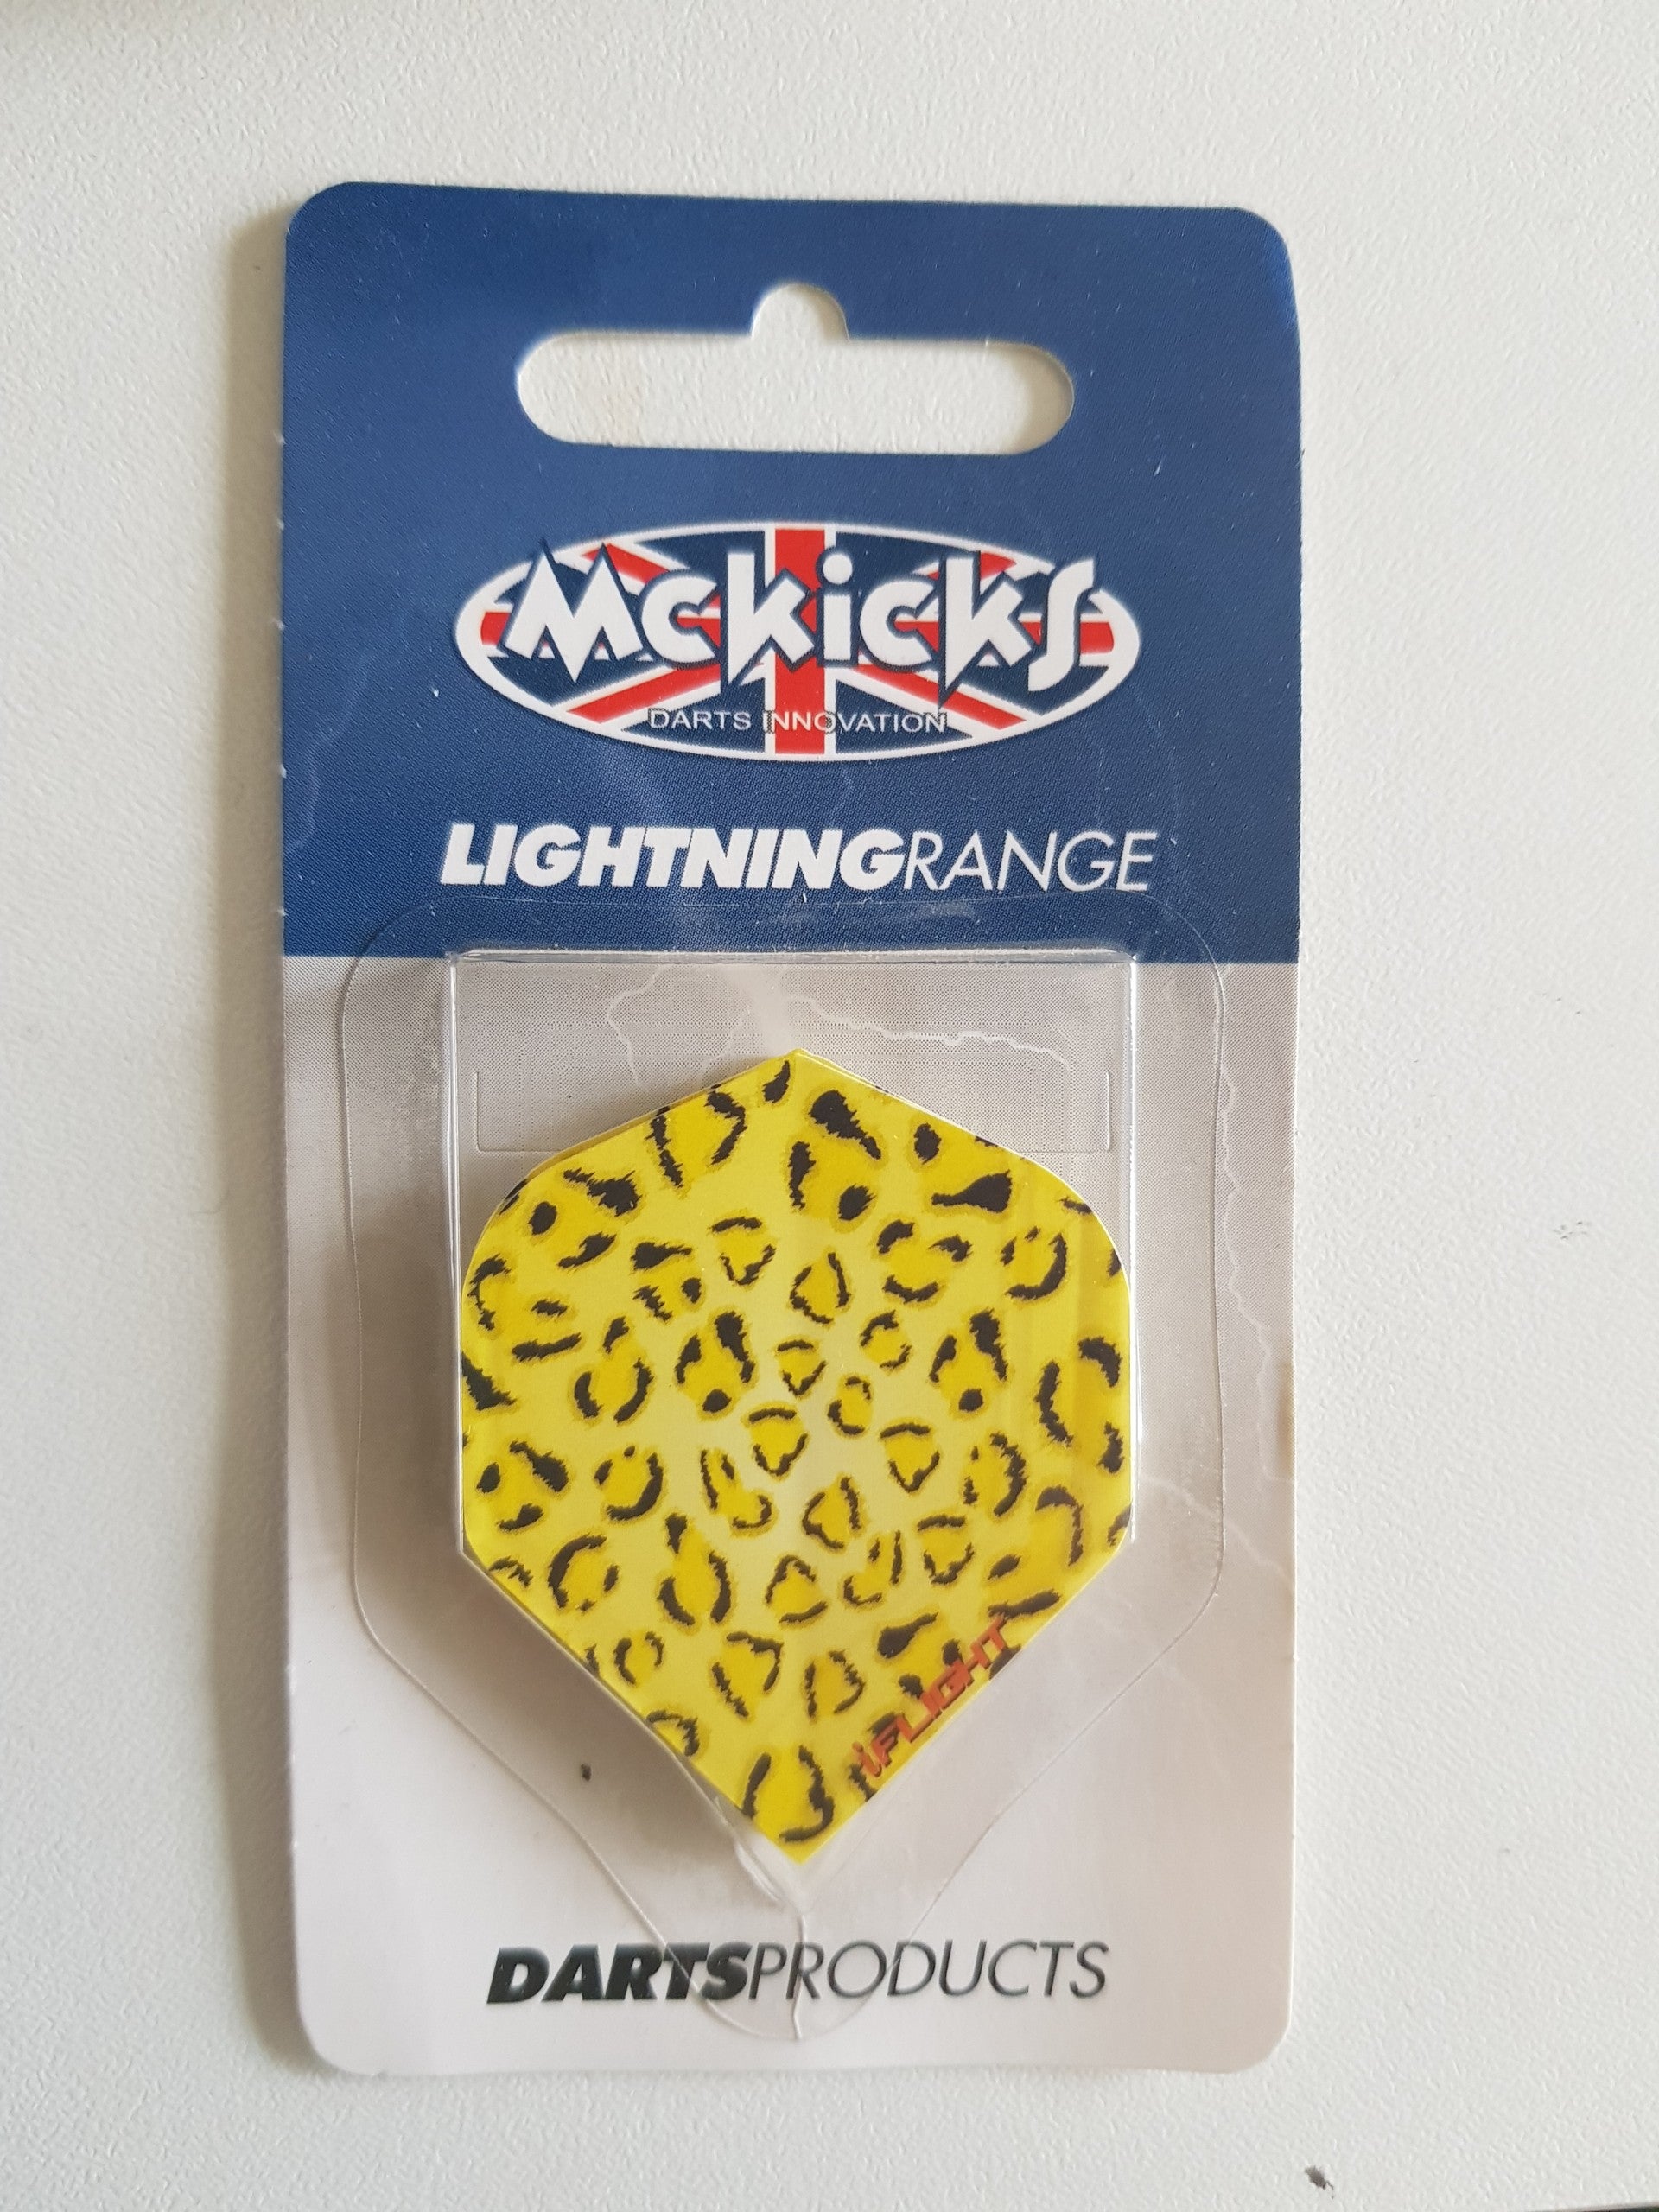 Mckicks
DARTS INNOVATION
LIGHTNINGRANGE
iFLIGHT
DARTSPRODUCTS